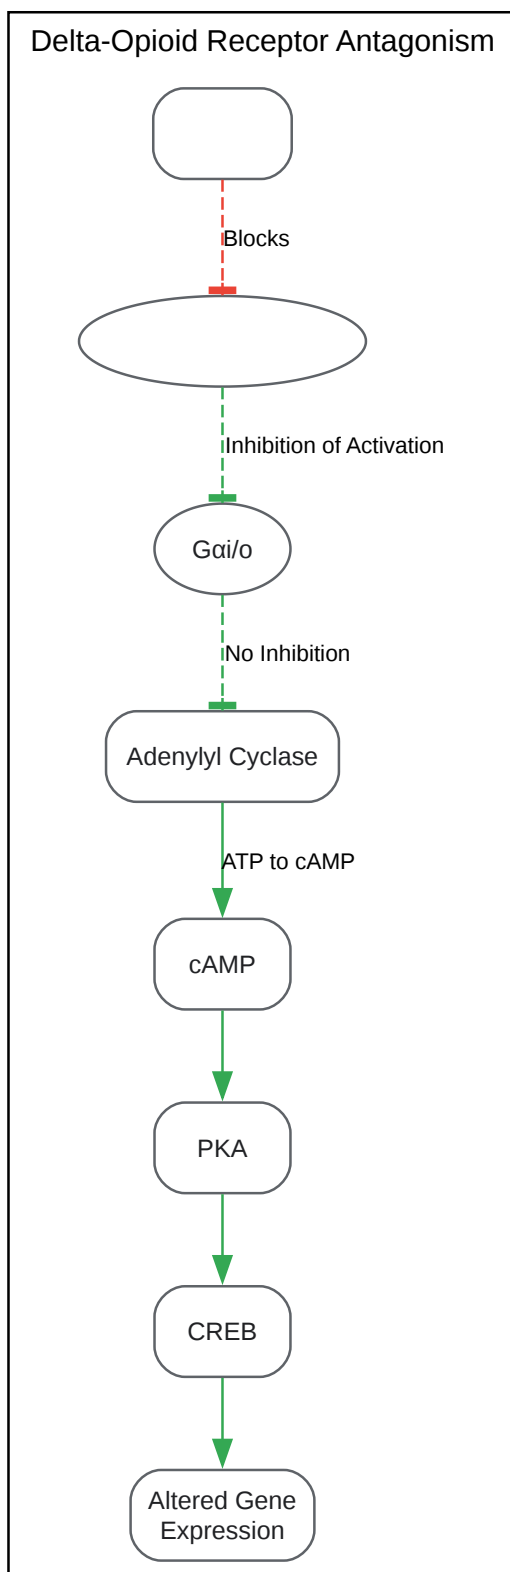 Delta-Opioid Receptor Antagonism
Blocks
Inhibition of Activation
Gαi/o
No Inhibition
Adenylyl Cyclase
ATP to cAMP
cAMP
PKA
CREB
Altered Gene
Expression